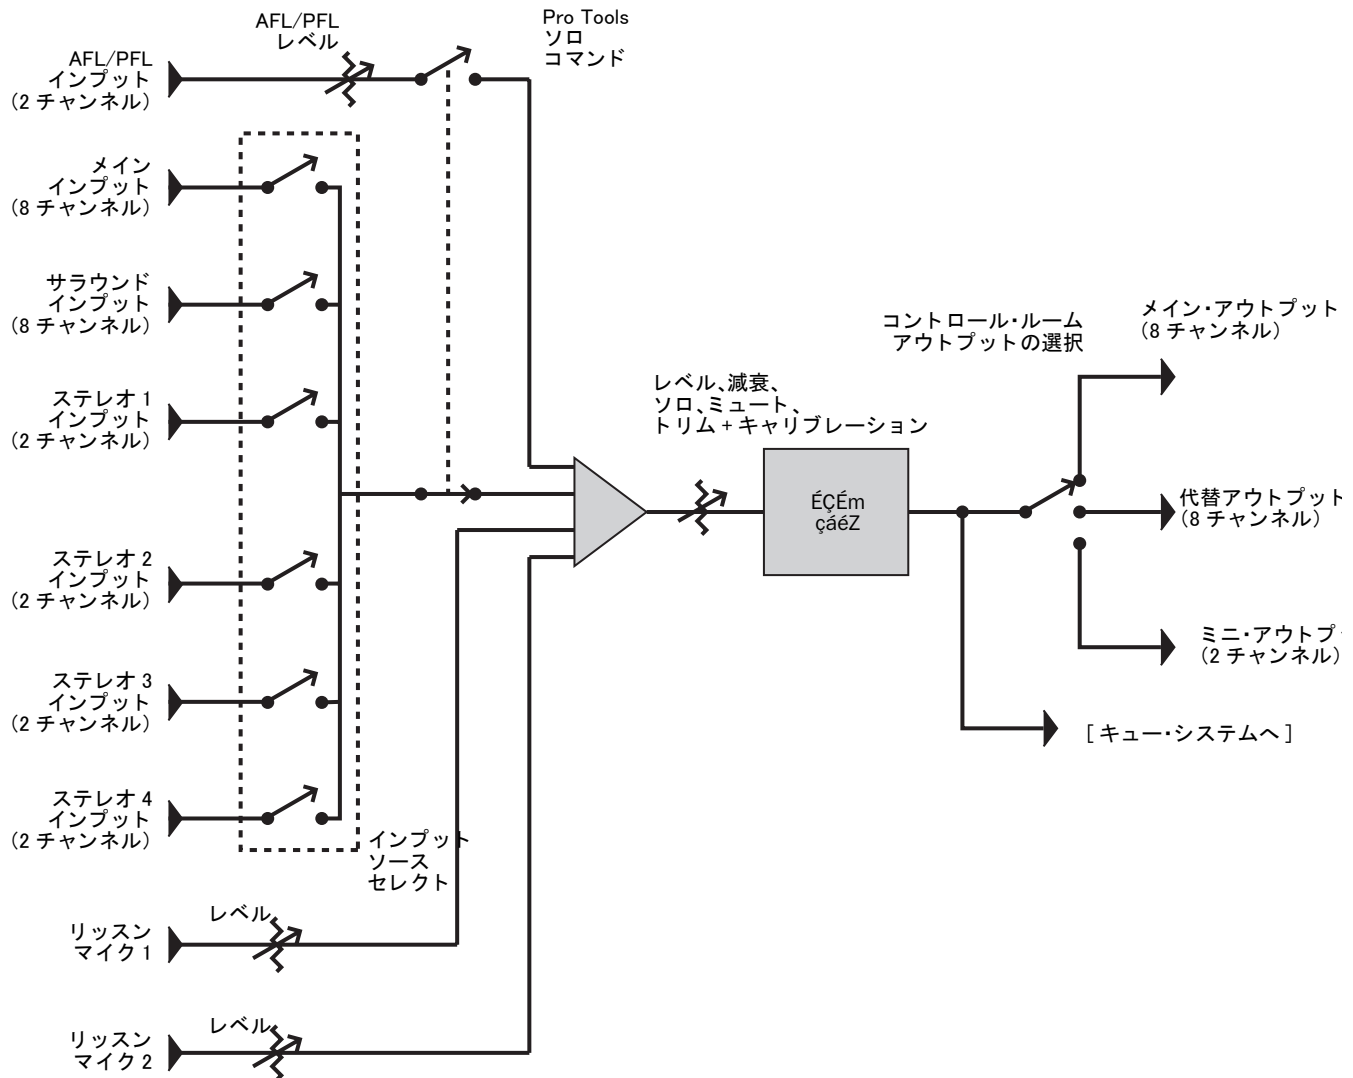 AFL/PFL
レベル
Pro Tools
ソロ
コマンド
AFL/PFL
インプット
(2 チャンネル)
メイン
インプット
(8 チャンネル)
サラウンド
インプット
(8 チャンネル)
ステレオ 1
インプット
(2 チャンネル)
ステレオ 2
インプット
(2 チャンネル)
ステレオ 3
インプット
(2 チャンネル)
ステレオ 4
インプット
(2 チャンネル)
インプット
ソース
セレクト
レベル
リッスン
マイク 1
レベル
リッスン
マイク 2
レベル、減衰、
ソロ、ミュート、
トリム + キャリブレーション
ÉÇÉm
çáéZ
コントロール・ルーム
アウトプットの選択
メイン・アウトプット
(8 チャンネル)
代替アウトプット
(8 チャンネル)
ミニ・アウトプ
(2 チャンネル)
[ キュー・システムへ ]